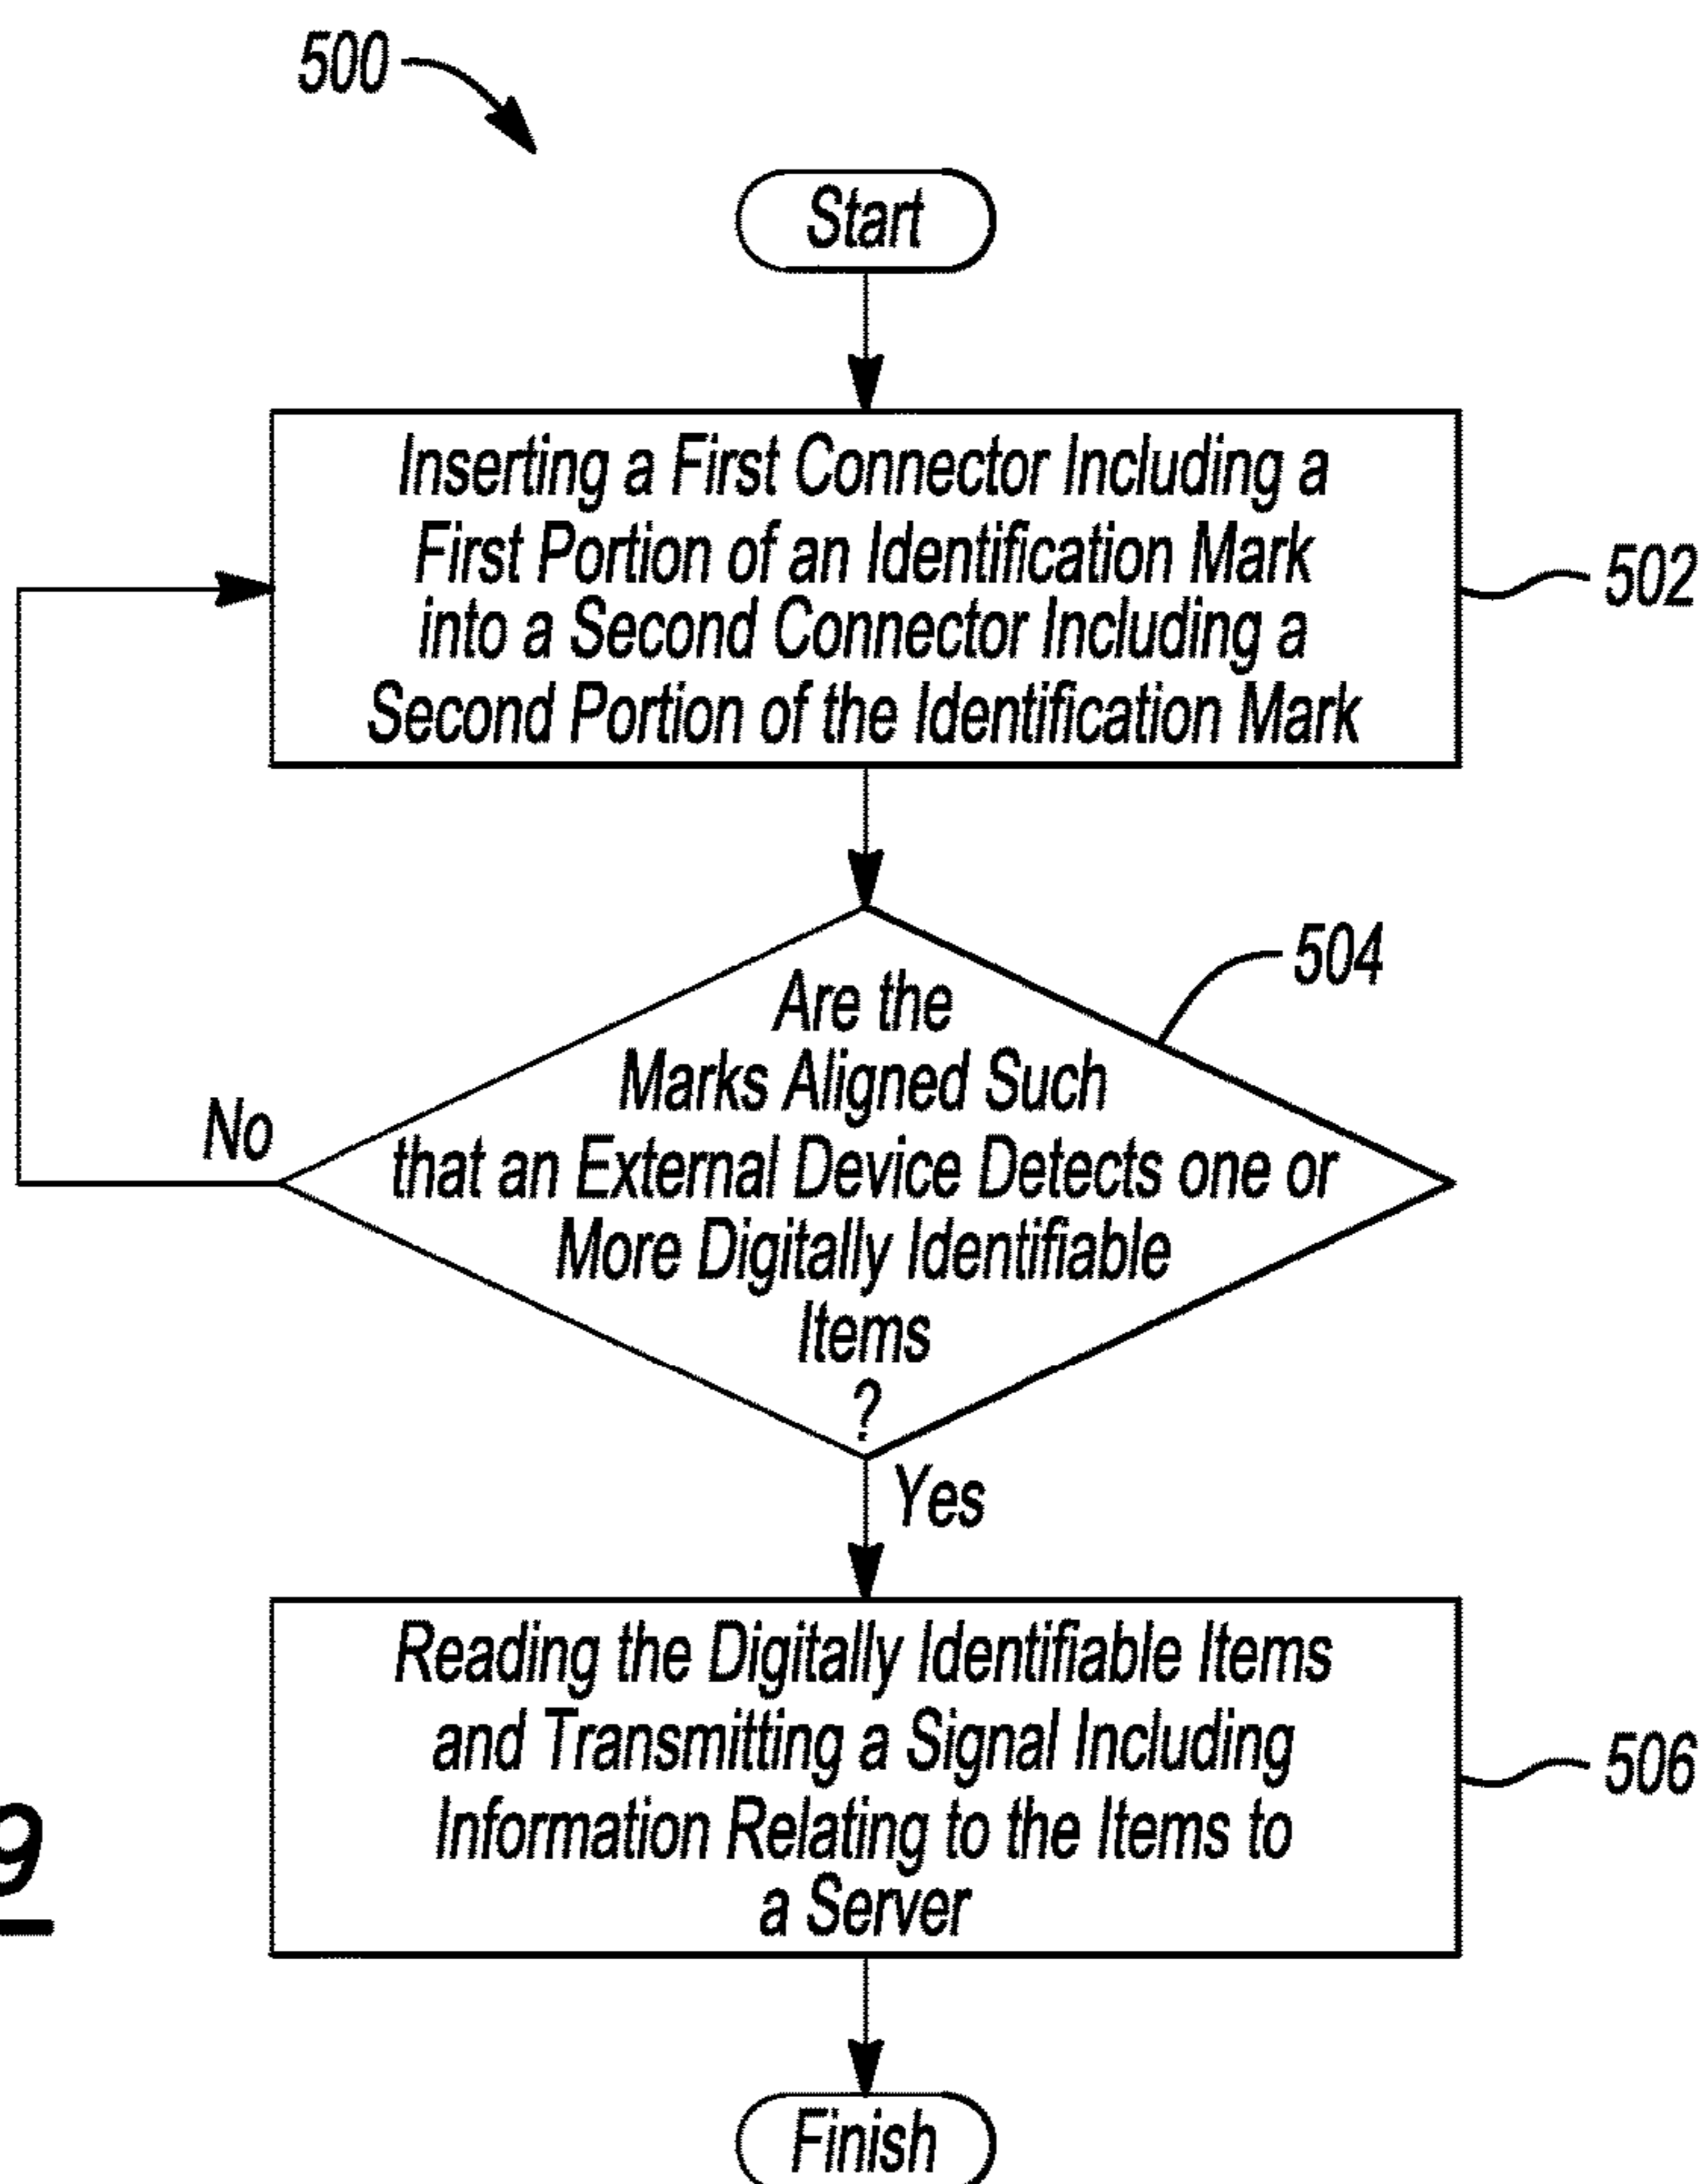 500
Start
Inserting a First Connector Including a
First Portion of an Identification Mark
into a Second Connector Including a
Second Portion of the Identification Mark
502
504
Are the
Marks Aligned Such
that an External Device Detects one or
More Digitally Identifiable
Items
?
No
Yes
Reading the Digitally Identifiable Items
and Transmitting a Signal Including
Information Relating to the Items to
a Server
506
9
Finish